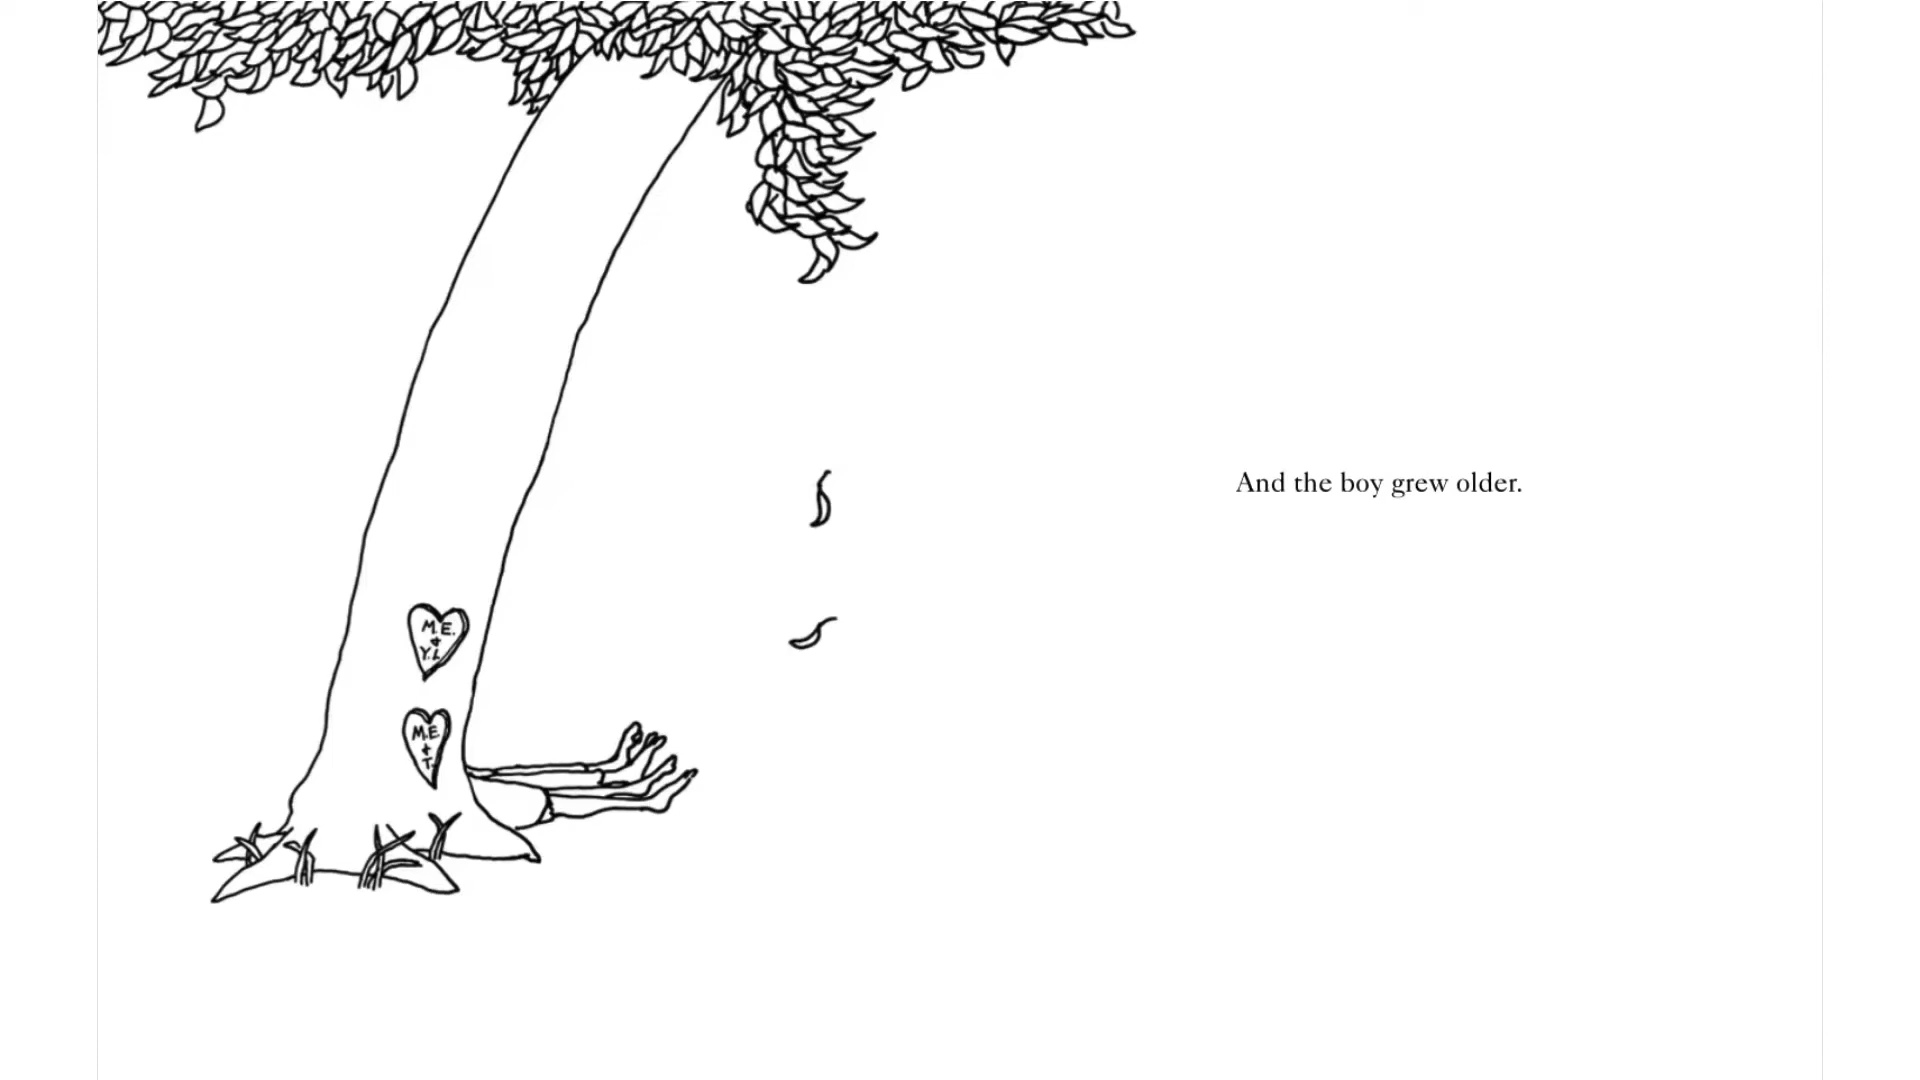 M.E.
+
Y.L.
M.E.
+
T.
And the boy grew older.